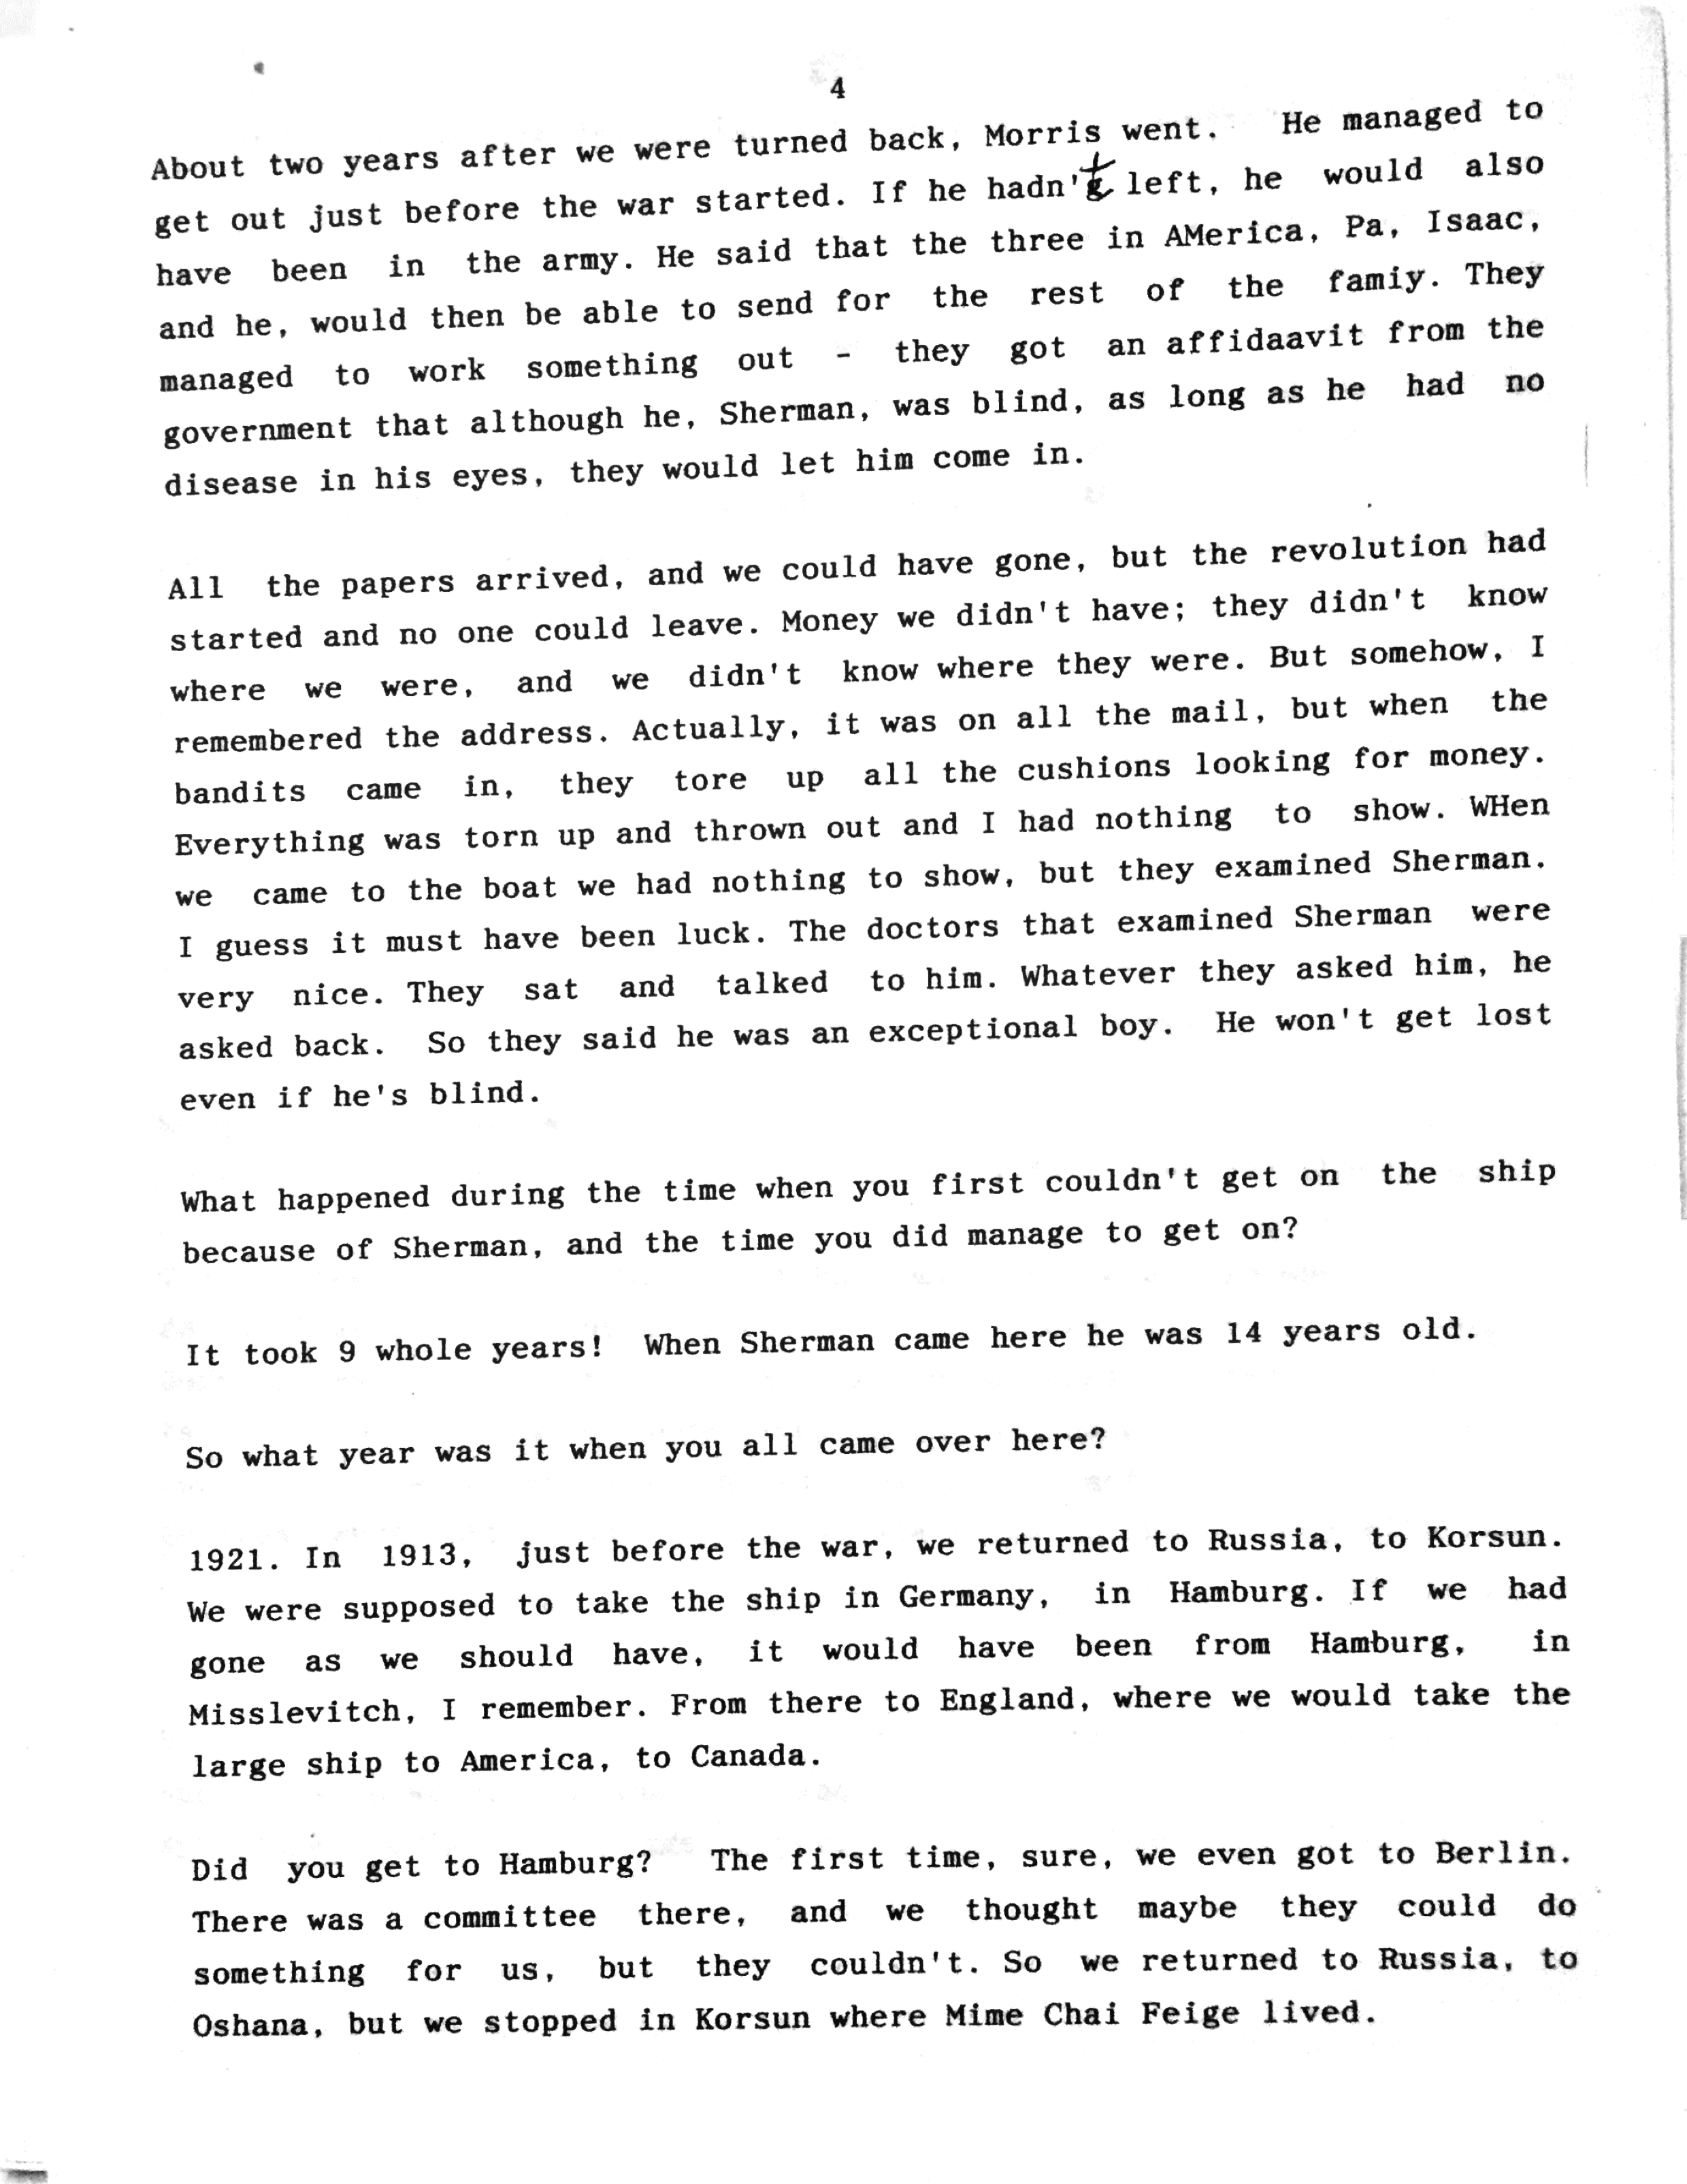 4
About two years after we were turned back, Morris went. He managed to
get out just before the war started. If he hadn't left, he would also
have been in the army. He said that the three in AMerica, Pa, Isaac,
and he, would then be able to send for the rest of the famiy. They
managed to work something out - they got an affidaavit from the
government that although he, Sherman, was blind, as long as he had no
disease in his eyes, they would let him come in.
All the papers arrived, and we could have gone, but the revolution had
started and no one could leave. Money we didn't have; they didn't know
where we were, and we didn't know where they were. But somehow, I
remembered the address. Actually, it was on all the mail, but when the
bandits came in, they tore up all the cushions looking for money.
Everything was torn up and thrown out and I had nothing to show. WHen
we came to the boat we had nothing to show, but they examined Sherman.
I guess it must have been luck. The doctors that examined Sherman were
very nice. They sat and talked to him. Whatever they asked him, he
asked back. So they said he was an exceptional boy. He won't get lost
even if he's blind.
What happened during the time when you first couldn't get on the ship
because of Sherman, and the time you did manage to get on?
It took 9 whole years! When Sherman came here he was 14 years old.
So what year was it when you all came over here?
1921. In 1913, just before the war, we returned to Russia, to Korsun.
We were supposed to take the ship in Germany, in Hamburg. If we had
gone as we should have, it would have been from Hamburg, in
Misslevitch, I remember. From there to England, where we would take the
large ship to America, to Canada.
Did you get to Hamburg? The first time, sure, we even got to Berlin.
There was a committee there, and we thought maybe they could do
something for us, but they couldn't. So we returned to Russia, to
Oshana, but we stopped in Korsun where Mime Chai Feige lived.